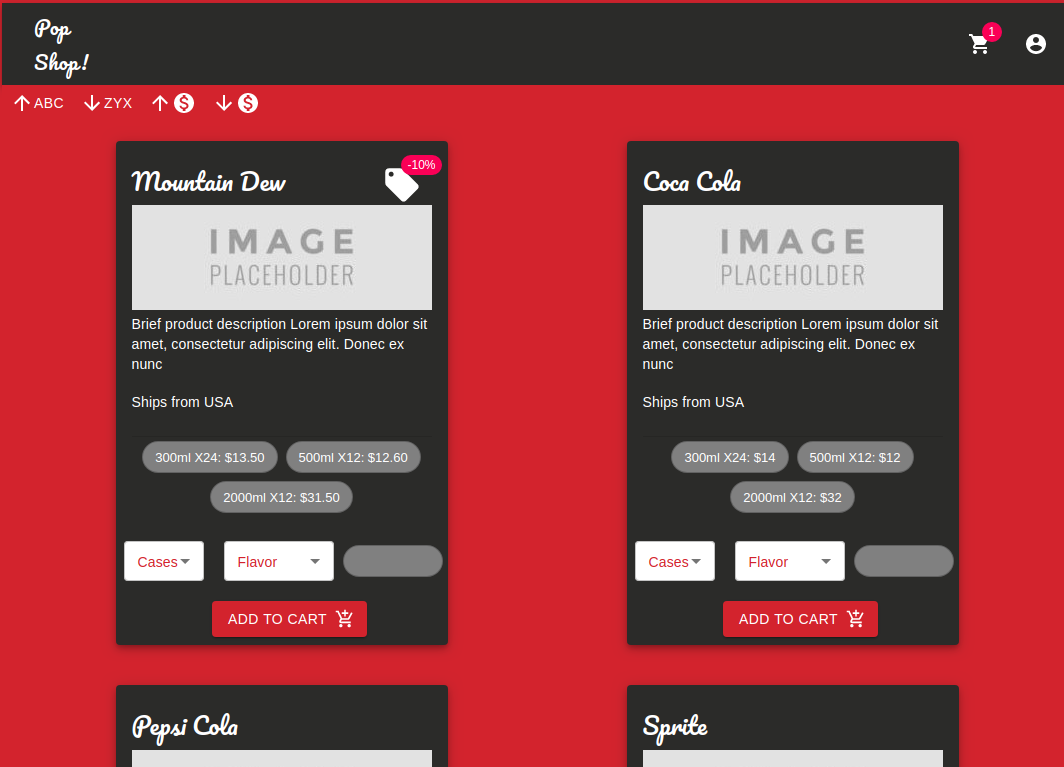 Pop
Shop!
1
ABC ZYX
Mountain Dew
-10%
IMAGE
PLACEHOLDER
Brief product description Lorem ipsum dolor sit
amet, consectetur adipiscing elit. Donec ex
nunc
Ships from USA
300ml X24: $13.50 500ml X12: $12.60
2000ml X12: $31.50
Cases Flavor
ADD TO CART
Coca Cola
IMAGE
PLACEHOLDER
Brief product description Lorem ipsum dolor sit
amet, consectetur adipiscing elit. Donec ex
nunc
Ships from USA
300ml X24: $14 500ml X12: $12
2000ml X12: $32
Cases Flavor
ADD TO CART
Pepsi Cola
Sprite